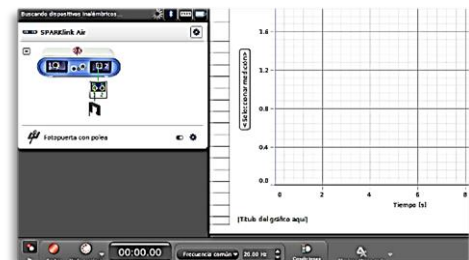 Buscando dispositivos inalámbricos...
SPARKlink Air
Fotopuerta con polea
<Seleccionar medición>
1.6
1.2
0.8
0.4
0.0
0 2 4 6 8
Tiempo (s)
[Título del gráfico aquí]
00:00.00 Frecuencia común 20.00 Hz
Condiciones